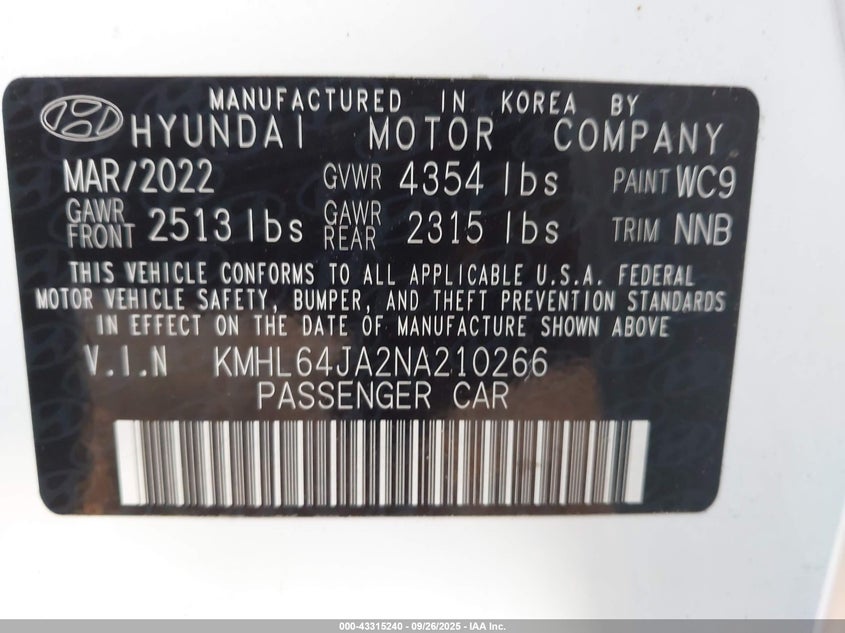 MANUFACTURED IN KOREA BY
HYUNDAI MOTOR COMPANY
MAR/2022 GVWR 4354 lbs PAINT WC9
GAWR FRONT 2513 lbs GAWR REAR 2315 lbs TRIM NNB
THIS VEHICLE CONFORMS TO ALL APPLICABLE U.S.A. FEDERAL
MOTOR VEHICLE SAFETY, BUMPER, AND THEFT PREVENTION STANDARDS
IN EFFECT ON THE DATE OF MANUFACTURE SHOWN ABOVE
V.I.N KMHL64JA2NA210266
PASSENGER CAR
000-43315240 - 09/26/2025 - IAA Inc.